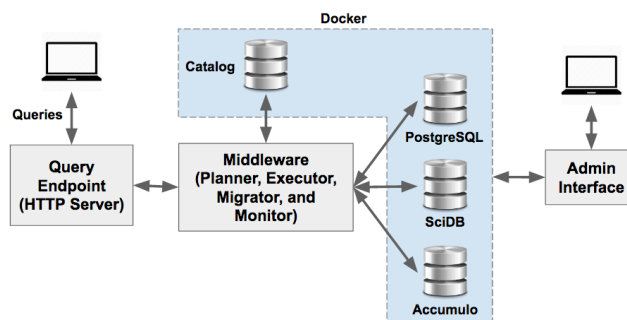 Docker
Catalog
Queries
PostgreSQL
Query
Endpoint
(HTTP Server)
Middleware
(Planner, Executor,
Migrator, and
Monitor)
Admin
Interface
SciDB
Accumulo